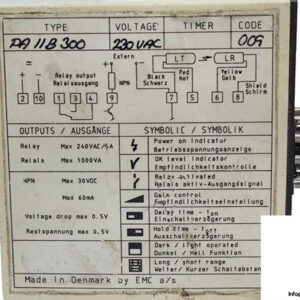 TYPE VOLTAGE TIMER CODE
PA 11B 300 230 VAC 009
Extern
LT LR
Relay output
Relaisausgang
NPN
Black Red Yellow
Schwarz Rot Gelb
Shield
Schirm
2 10 1 3 4 9 7 5 6 8
OUTPUTS / AUSGÄNGE SYMBOLIC / SYMBOLIK
Relay Max 240VAC/5A
Relais Max 1000VA
NPN Max 30VDC
Max 60mA
Voltage drop max 0.5V
Restspannung max 0.5V
Power on indicator
Betriebsspannungsanzeige
OK level indicator
Empfindlichkeitskontrolle
Relay activated
Relais aktiv-Ausgangsignal
Gain control
Empfindlichkeitseinstellung
Delay time - ton
Einschaltverzögerung
Hold time -
Ausschaltverzögerung
Dark / light operated
Dunkel / Hell Funktion
Long / short range
Weiter/ Kurzer Schaltabstand
Made in Denmark by EMC a/s